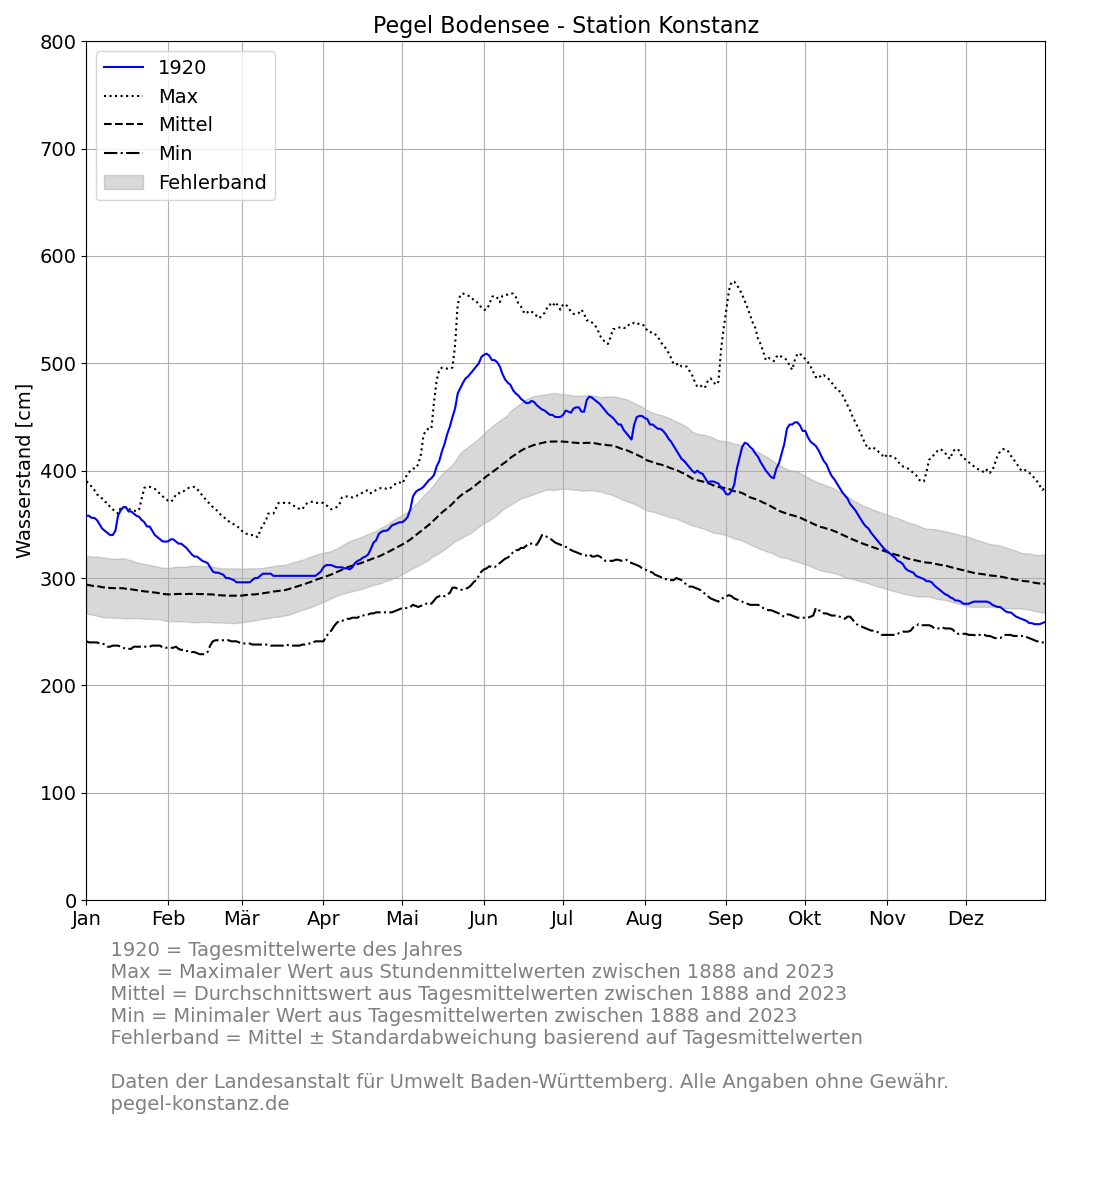 Pegel Bodensee - Station Konstanz
800
700
600
500
400
300
200
100
0
Wasserstand [cm]
1920
Max
Mittel
Min
Fehlerband
Jan Feb Mär Apr Mai Jun Jul Aug Sep Okt Nov Dez
1920 = Tagesmittelwerte des Jahres
Max = Maximaler Wert aus Stundenmittelwerten zwischen 1888 and 2023
Mittel = Durchschnittswert aus Tagesmittelwerten zwischen 1888 and 2023
Min = Minimaler Wert aus Tagesmittelwerten zwischen 1888 and 2023
Fehlerband = Mittel ± Standardabweichung basierend auf Tagesmittelwerten
Daten der Landesanstalt für Umwelt Baden-Württemberg. Alle Angaben ohne Gewähr.
pegel-konstanz.de